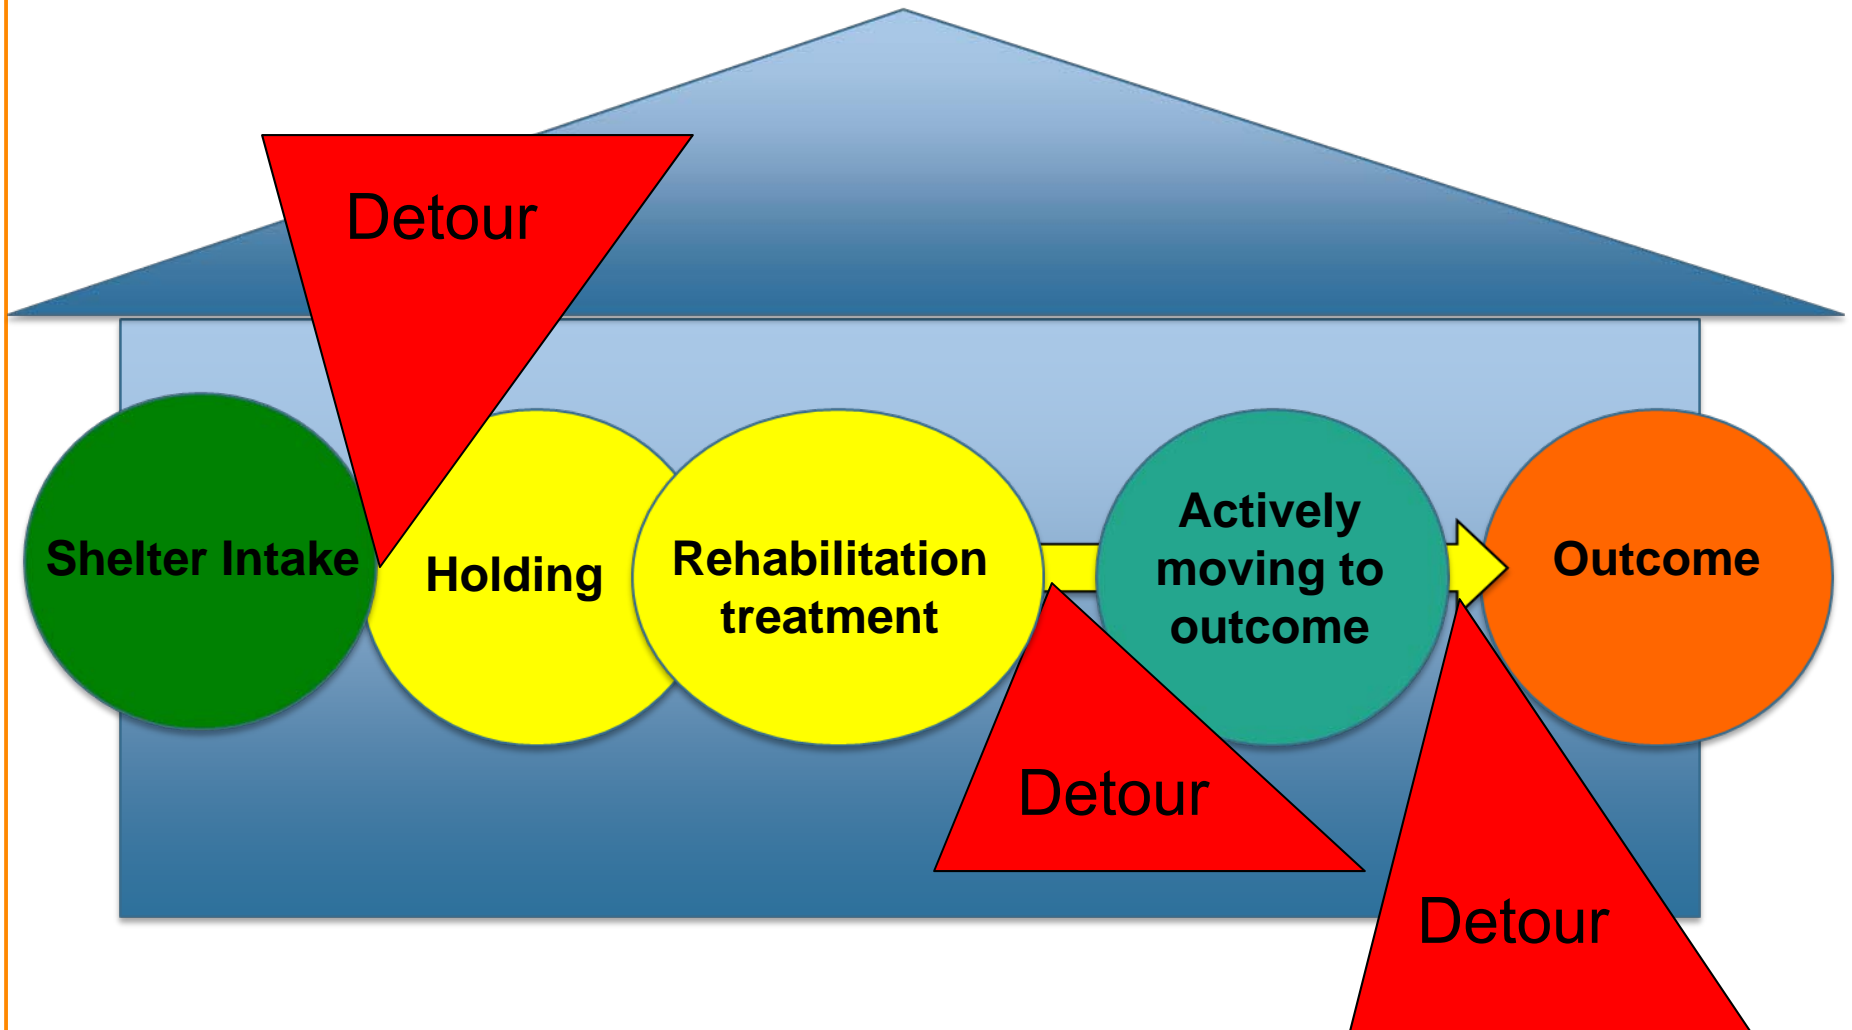 Detour
Shelter Intake
Holding
Rehabilitation
treatment
Actively
moving to
outcome
Outcome
Detour
Detour